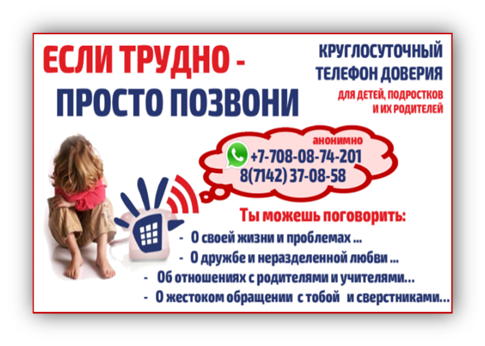 ЕСЛИ ТРУДНО -
ПРОСТО ПОЗВОНИ
КРУГЛОСУТОЧНЫЙ
ТЕЛЕФОН ДОВЕРИЯ
ДЛЯ ДЕТЕЙ, ПОДРОСТКОВ
И ИХ РОДИТЕЛЕЙ
анонимно
+7-708-08-74-201
8(7142) 37-08-58
Ты можешь поговорить:
- О своей жизни и проблемах ...
- О дружбе и неразделенной любви ...
- Об отношениях с родителями и учителями...
- О жестоком обращении с тобой и сверстниками...